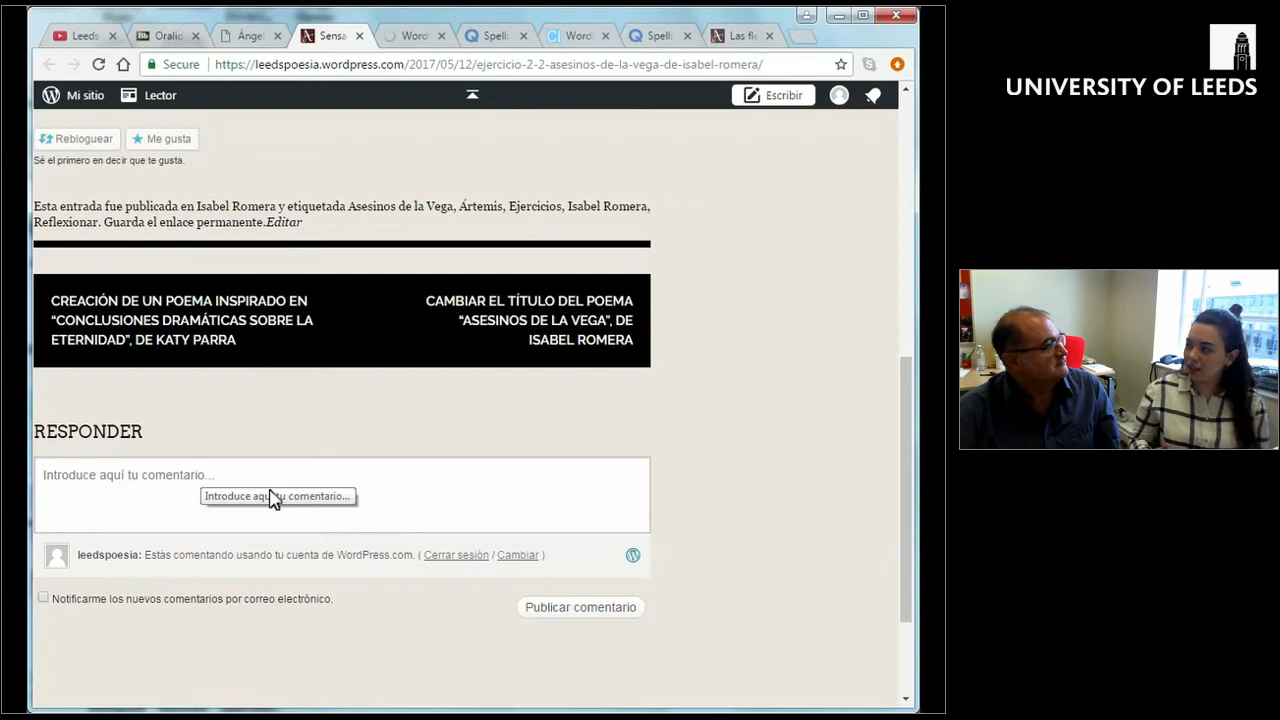 Leeds
Oralid
Ángel
Sensa
Word
Spell:
Word
Spell:
Las fle
Secure
https://leedspoesia.wordpress.com/2017/05/12/ejercicio-2-2-asesinos-de-la-vega-de-isabel-romera/
Mi sitio
Lector
Escribir
Rebloguear
Me gusta
Sé el primero en decir que te gusta.
Esta entrada fue publicada en Isabel Romera y etiquetada Asesinos de la Vega, Ártemis, Ejercicios, Isabel Romera,
Reflexionar. Guarda el enlace permanente.Editar
CREACIÓN DE UN POEMA INSPIRADO EN
“CONCLUSIONES DRAMÁTICAS SOBRE LA
ETERNIDAD”, DE KATY PARRA
CAMBIAR EL TÍTULO DEL POEMA
“ASESINOS DE LA VEGA”, DE
ISABEL ROMERA
RESPONDER
Introduce aquí tu comentario...
Introduce aquí tu comentario...
leedspoesia: Estás comentando usando tu cuenta de WordPress.com. ( Cerrar sesión / Cambiar )
Notificarme los nuevos comentarios por correo electrónico.
Publicar comentario
UNIVERSITY OF LEEDS